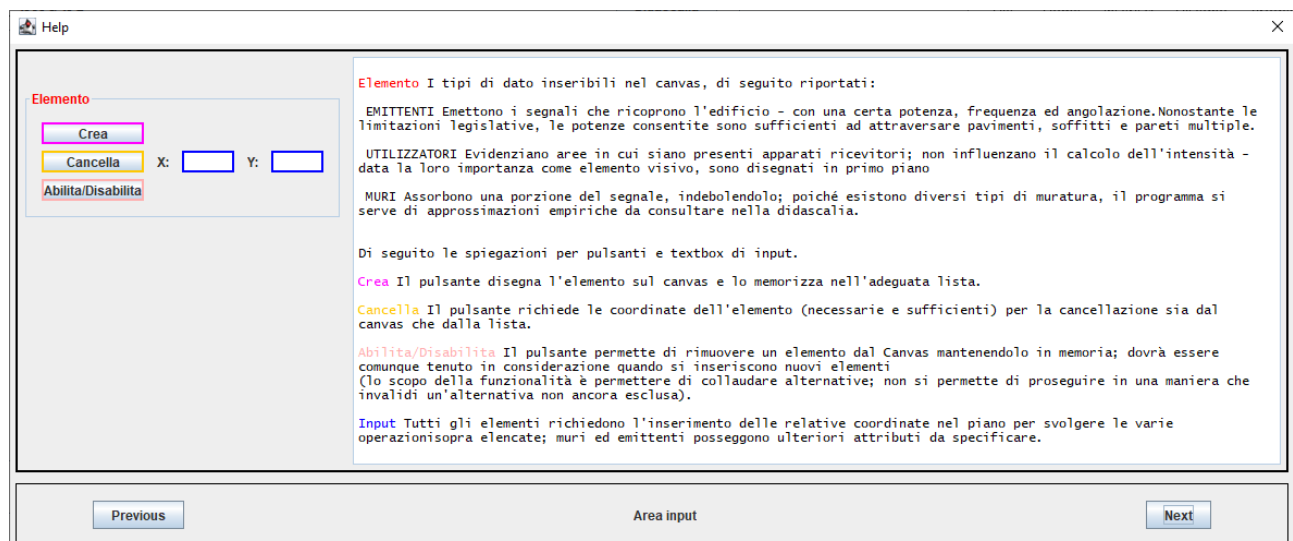 Help
Elemento
Crea
Cancella X: Y:
Abilita/Disabilita
Elemento I tipi di dato inseribili nel canvas, di seguito riportati:
EMITTENTI Emettono i segnali che ricoprono l'edificio - con una certa potenza, frequenza ed angolazione.Nonostante le
limitazioni legislative, le potenze consentite sono sufficienti ad attraversare pavimenti, soffitti e pareti multiple.
UTILIZZATORI Evidenziano aree in cui siano presenti apparati ricevitori; non influenzano il calcolo dell'intensità -
data la loro importanza come elemento visivo, sono disegnati in primo piano
MURI Assorbono una porzione del segnale, indebolendolo; poiché esistono diversi tipi di muratura, il programma si
serve di approssimazioni empiriche da consultare nella didascalia.
Di seguito le spiegazioni per pulsanti e textbox di input.
Crea Il pulsante disegna l'elemento sul canvas e lo memorizza nell'adeguata lista.
Cancella Il pulsante richiede le coordinate dell'elemento (necessarie e sufficienti) per la cancellazione sia dal
canvas che dalla lista.
Abilita/Disabilita Il pulsante permette di rimuovere un elemento dal Canvas mantenendolo in memoria; dovrà essere
comunque tenuto in considerazione quando si inseriscono nuovi elementi
(lo scopo della funzionalità è permettere di collaudare alternative; non si permette di proseguire in una maniera che
invalidi un'alternativa non ancora esclusa).
Input Tutti gli elementi richiedono l'inserimento delle relative coordinate nel piano per svolgere le varie
operazionisopra elencate; muri ed emittenti posseggono ulteriori attributi da specificare.
Previous
Area input
Next